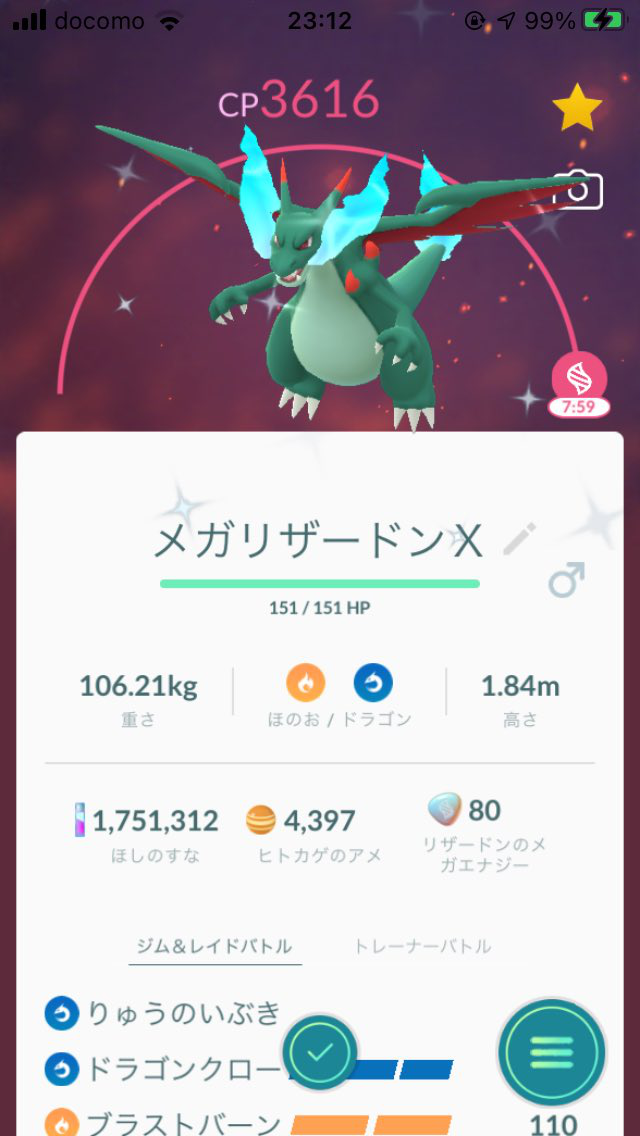 docomo 23:12 99%
CP3616
7:59
メガリザードンX
151 / 151 HP
106.21kg
重さ
ほのお / ドラゴン
1.84m
高さ
1,751,312
ほしのすな
4,397
ヒトカゲのアメ
80
リザードンのメ
ガエナジー
ジム＆レイドバトル
トレーナーバトル
りゅうのいぶき
ドラゴンクロー
ブラストバーン
110